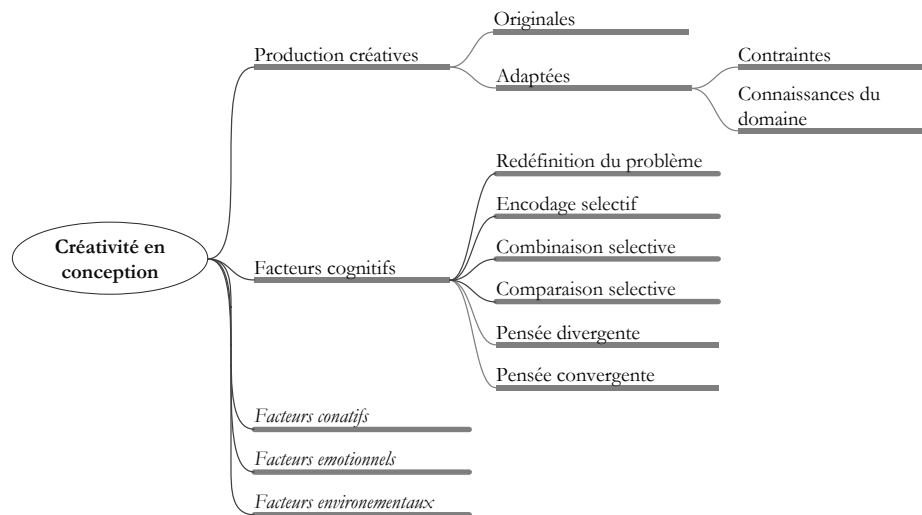 Originales
Production créatives
Contraintes
Adaptées
Connaissances du
domaine
Redéfinition du problème
Encodage selectif
Créativité en
conception
Combinaison selective
Facteurs cognitifs
Comparaison selective
Pensée divergente
Pensée convergente
Facteurs conatifs
Facteurs emotionnels
Facteurs environementaux